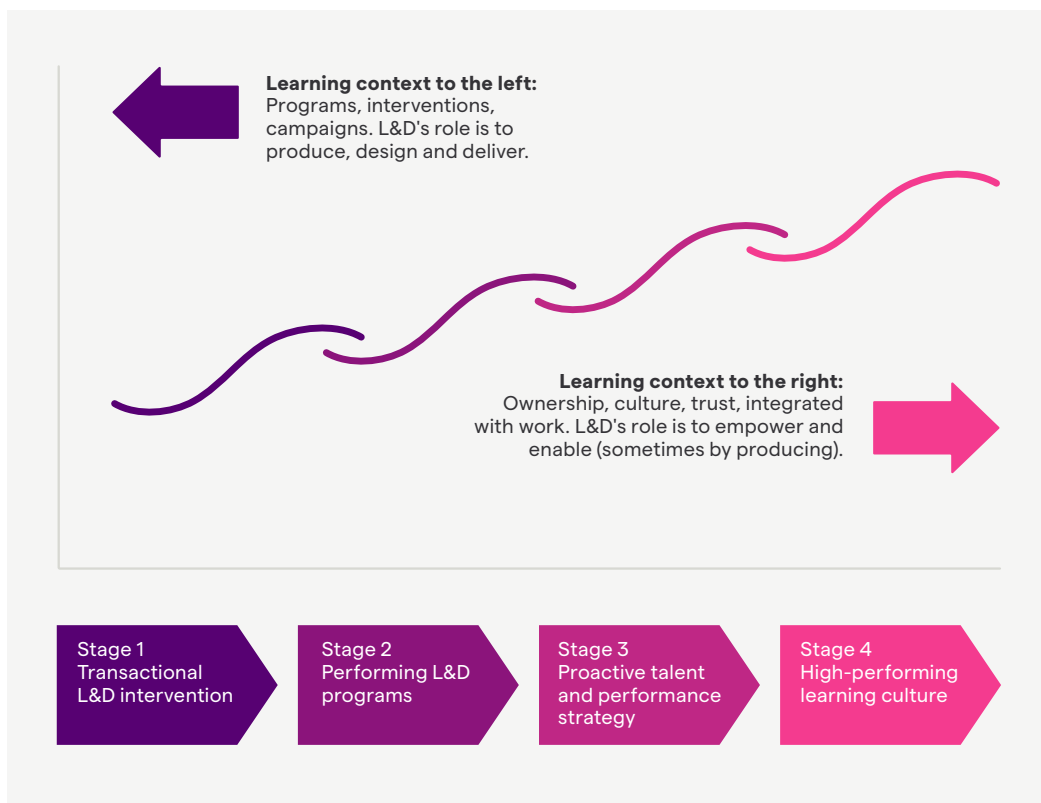 Learning context to the left:
Programs, interventions,
campaigns. L&D's role is to
produce, design and deliver.
Learning context to the right:
Ownership, culture, trust, integrated
with work. L&D's role is to empower and
enable (sometimes by producing).
Stage 1
Transactional
L&D intervention
Stage 2
Performing L&D
programs
Stage 3
Proactive talent
and performance
strategy
Stage 4
High-performing
learning culture